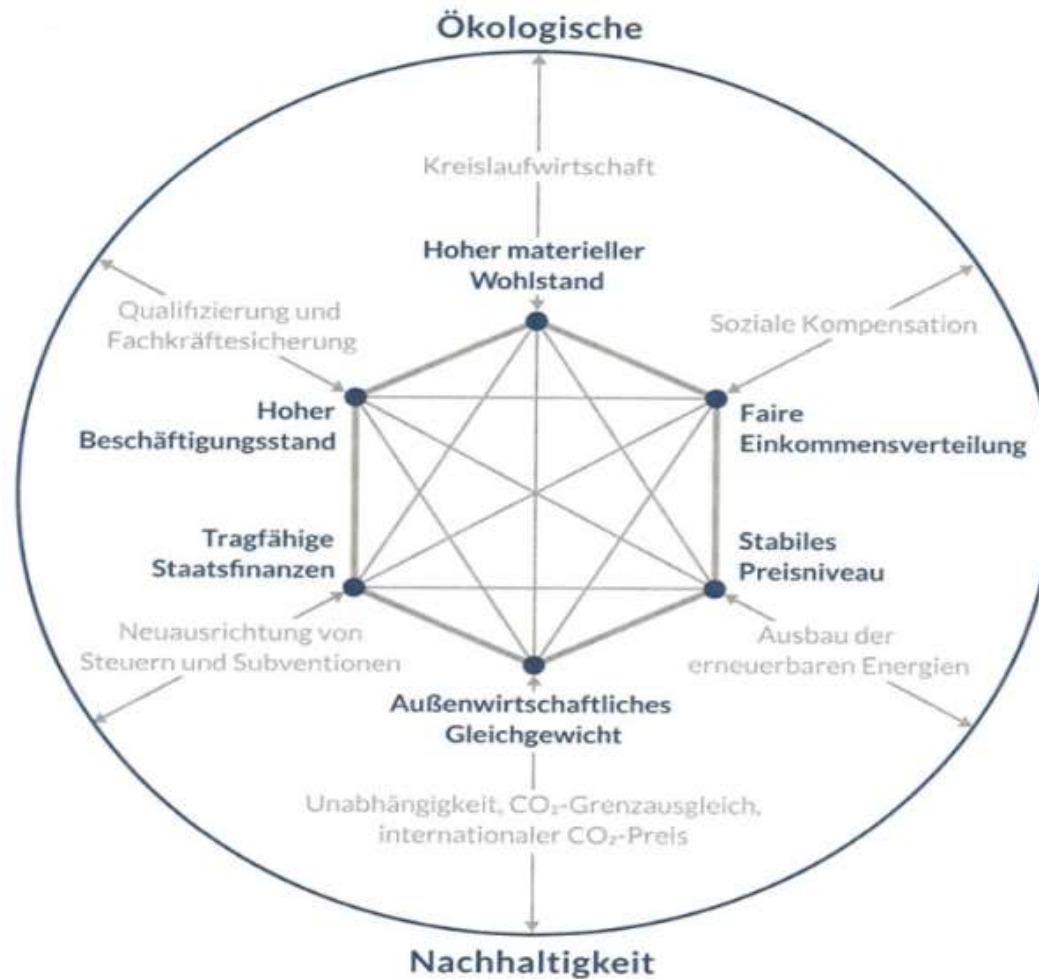 Ökologische
Kreislaufwirtschaft
Hoher materieller
Wohlstand
Qualifizierung und
Fachkräftesicherung
Soziale Kompensation
Hoher
Beschäftigungsstand
Faire
Einkommensverteilung
Tragfähige
Staatsfinanzen
Stabiles
Preisniveau
Neuausrichtung von
Steuern und Subventionen
Ausbau der
erneuerbaren Energien
Außenwirtschaftliches
Gleichgewicht
Unabhängigkeit, CO₂-Grenzausgleich,
internationaler CO₂-Preis
Nachhaltigkeit